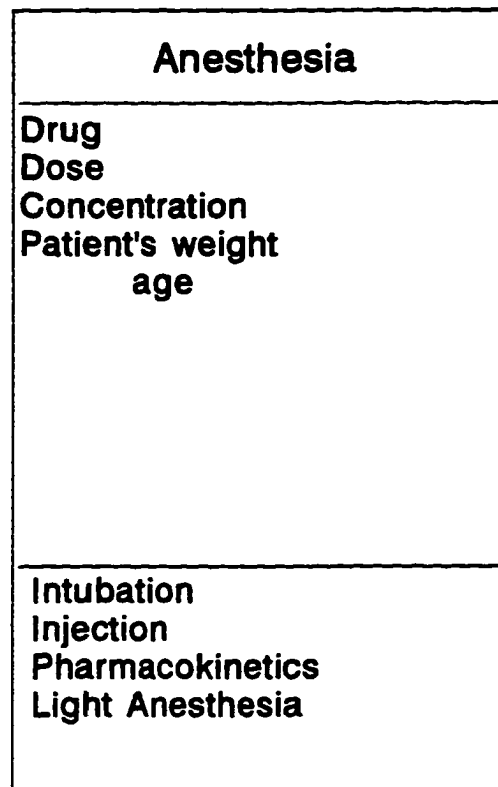 Anesthesia
Drug
Dose
Concentration
Patient's weight
age
Intubation
Injection
Pharmacokinetics
Light Anesthesia